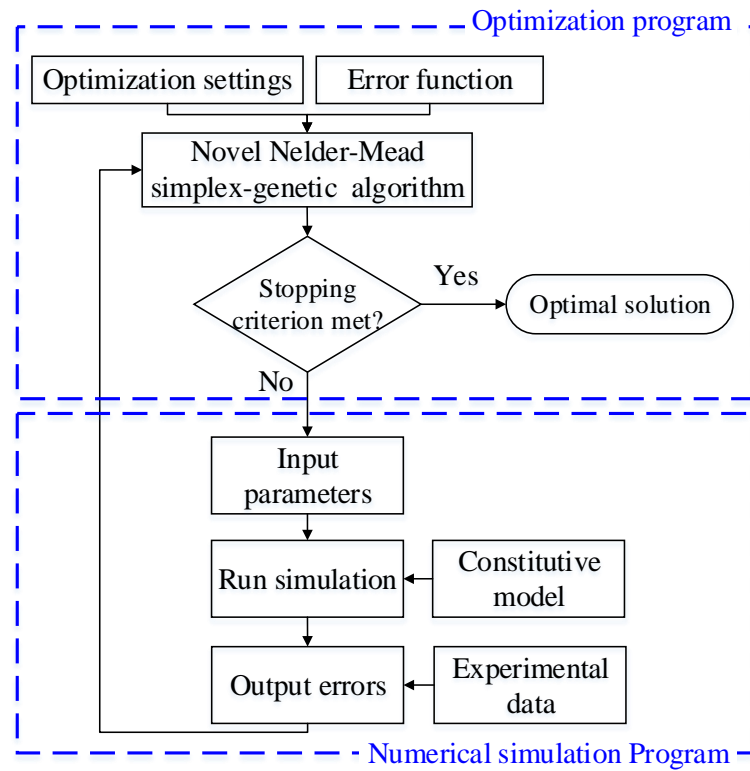 Optimization program
Optimization settings
Error function
Novel Nelder-Mead
simplex-genetic algorithm
Stopping
criterion met?
Yes
Optimal solution
No
Input
parameters
Run simulation
Constitutive
model
Output errors
Experimental
data
Numerical simulation Program